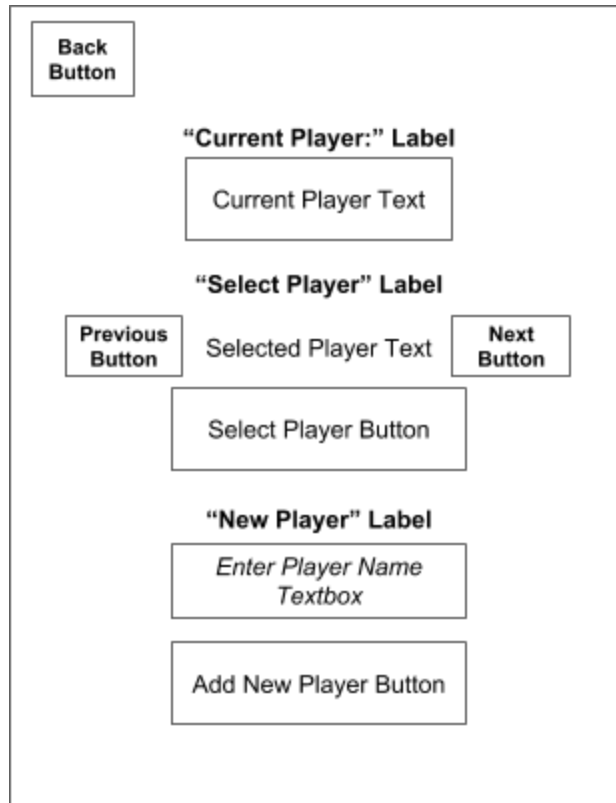 Back
Button
“Current Player:” Label
Current Player Text
“Select Player” Label
Previous
Button
Selected Player Text
Next
Button
Select Player Button
“New Player” Label
Enter Player Name
Textbox
Add New Player Button